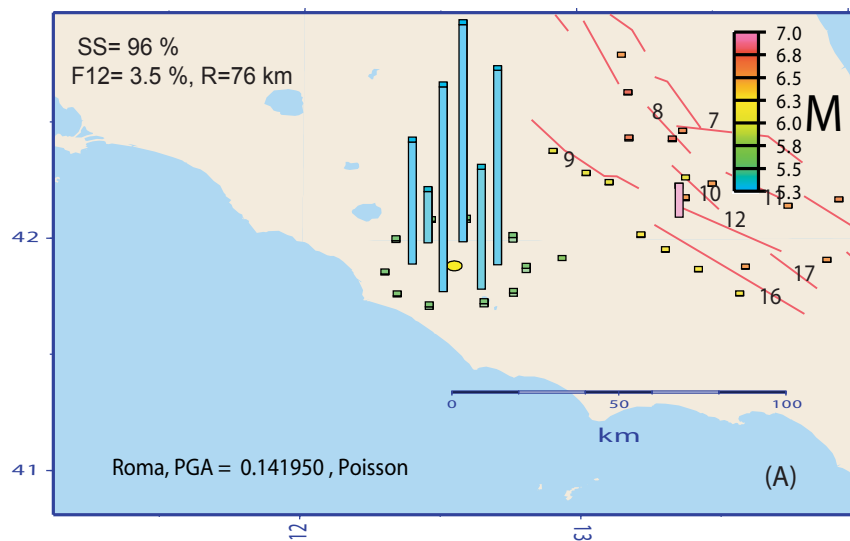 SS= 96 %
F12= 3.5 %, R=76 km
7.0
6.8
6.5
6.3
6.0
5.8
5.5
5.3
M
7
8
9
10
11
12
17
16
42
41
0 50 100
km
Roma, PGA = 0.141950 , Poisson
(A)
12
13